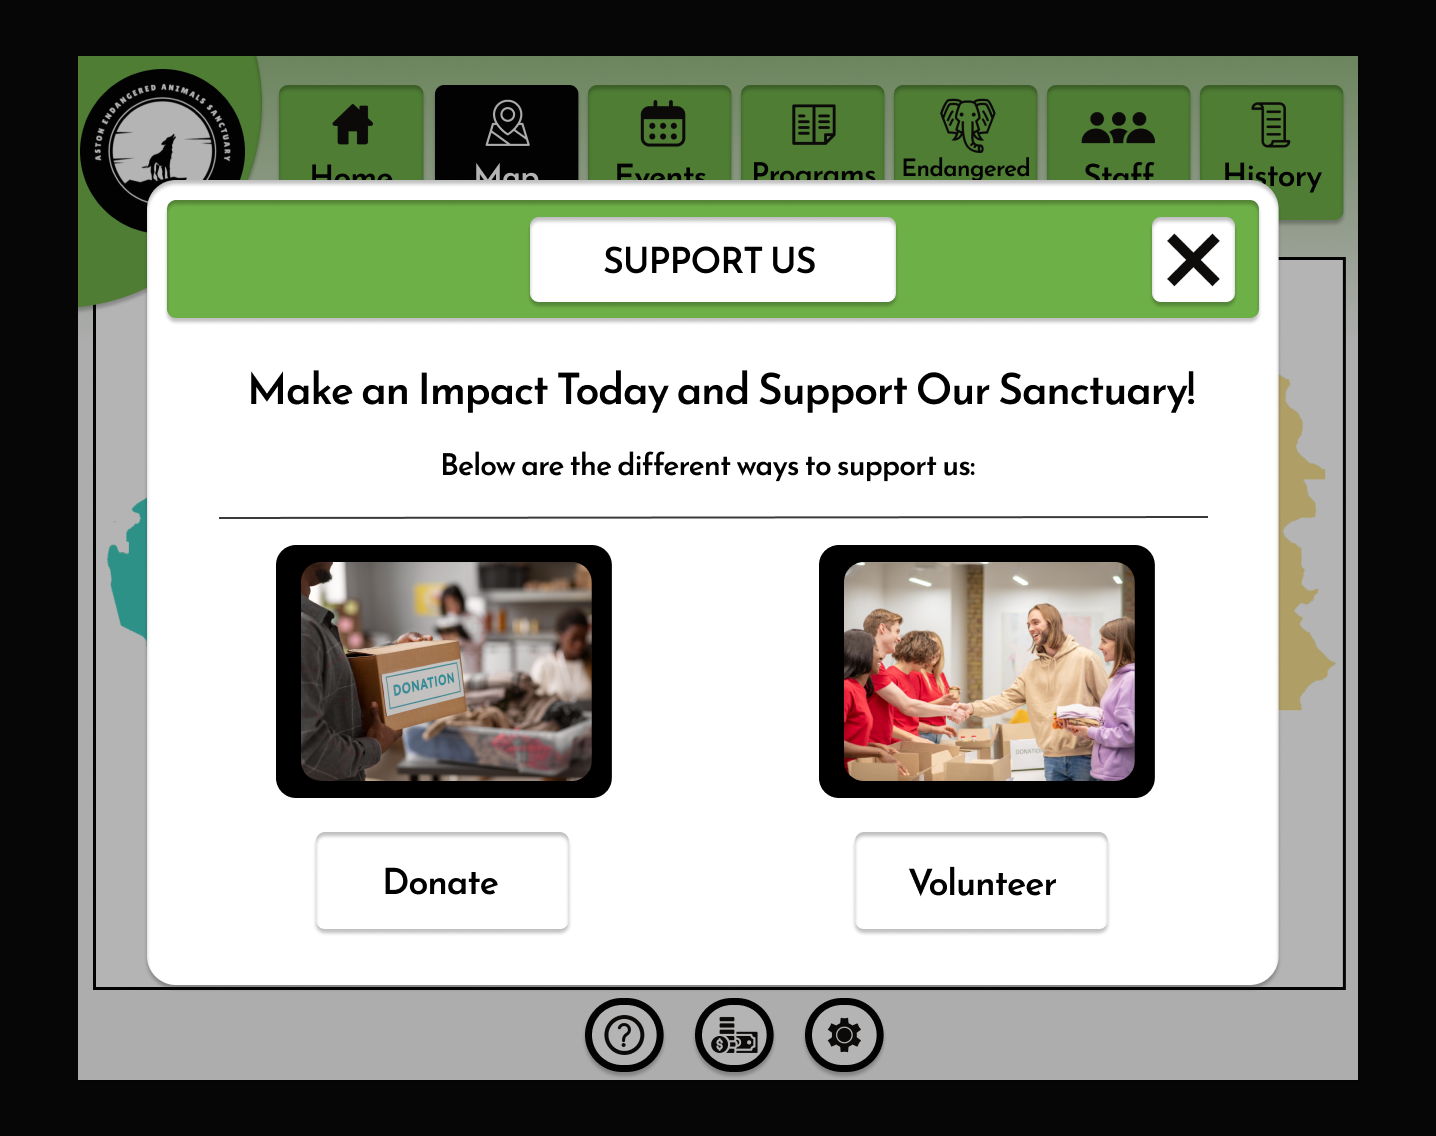 ASTON ENDANGERED ANIMALS SANCTUARY
Home
Map
Events
Programs
Endangered
Staff
History
SUPPORT US
Make an Impact Today and Support Our Sanctuary!
Below are the different ways to support us:
DONATION
DONATION
Donate
Volunteer
?
$